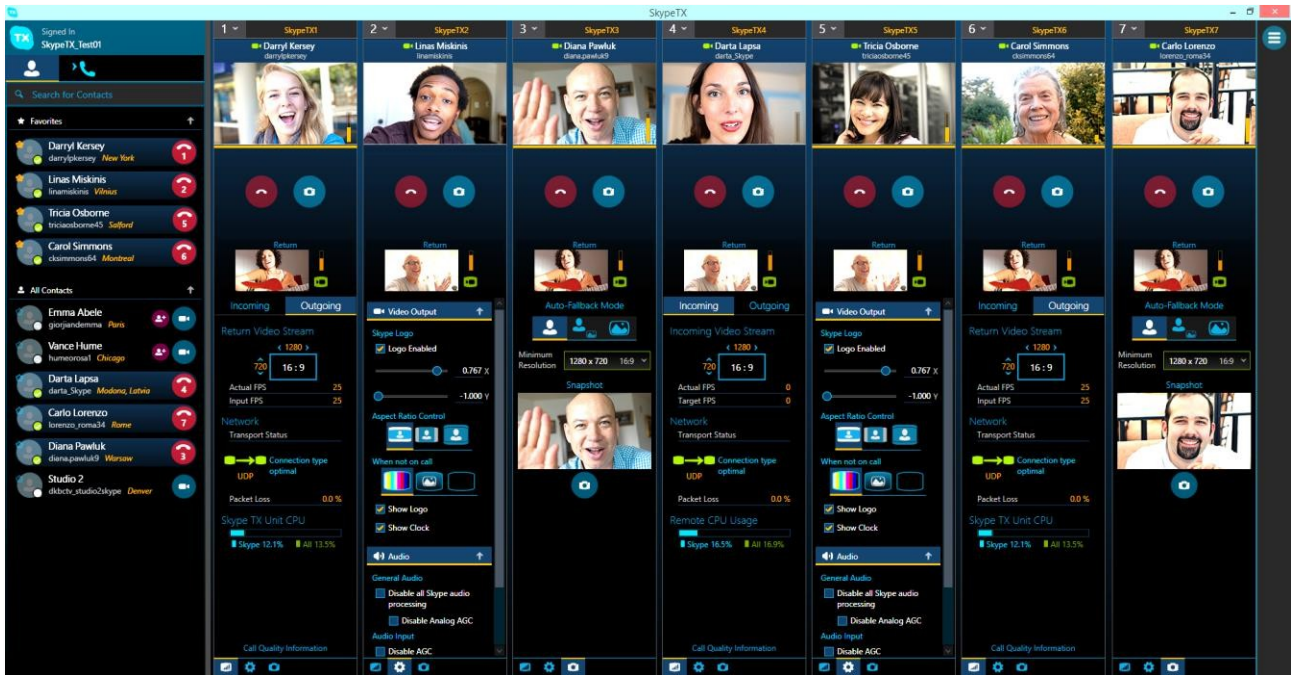 SkypeTX
TX
Signed In
SkypeTX_Test01
Search for Contacts
Favorites
Darryl Kersey
darrylpkersey New York
1
Linas Miskinis
linamiskinis Vilnius
2
Tricia Osborne
triciaosborne45 Salford
5
Carol Simmons
cksimmons64 Montreal
6
All Contacts
Emma Abele
giorjiandemma Paris
Vance Hume
humeorosa1 Chicago
Darta Lapsa
darta_Skype Modona, Latvia
4
Carlo Lorenzo
lorenzo_roma34 Rome
7
Diana Pawluk
diana.pawluk9 Warsaw
3
Studio 2
dkbctv_studio2skype Denver
1 SkypeTX1
Darryl Kersey
darrylpkersey
Return
Incoming Outgoing
Return Video Stream
1280
720 16 : 9
Actual FPS 25
Input FPS 25
Network
Transport Status
Connection type
optimal
UDP
Packet Loss 0.0 %
Skype TX Unit CPU
Skype 12.1% All 13.5%
Call Quality Information
2 SkypeTX2
Linas Miskinis
linamiskinis
Return
Video Output
Skype Logo
Logo Enabled
0.767 X
-1.000 Y
Aspect Ratio Control
When not on call
Show Logo
Show Clock
Audio
General Audio
Disable all Skype audio
processing
Disable Analog AGC
Audio Input
Disable AGC
3 SkypeTX3
Diana Pawluk
diana.pawluk9
Return
Auto-Fallback Mode
Minimum
Resolution
1280 x 720 16:9
Snapshot
4 SkypeTX4
Darta Lapsa
darta_Skype
Return
Incoming Outgoing
Incoming Video Stream
1280
720 16 : 9
Actual FPS 0
Target FPS 0
Network
Transport Status
Connection type
optimal
UDP
Packet Loss 0.0 %
Remote CPU Usage
Skype 16.5% All 16.9%
Call Quality Information
5 SkypeTX5
Tricia Osborne
triciaosborne45
Return
Video Output
Skype Logo
Logo Enabled
0.767 X
-1.000 Y
Aspect Ratio Control
When not on call
Show Logo
Show Clock
Audio
General Audio
Disable all Skype audio
processing
Disable Analog AGC
Audio Input
Disable AGC
6 SkypeTX6
Carol Simmons
cksimmons64
Return
Incoming Outgoing
Return Video Stream
1280
720 16 : 9
Actual FPS 25
Input FPS 25
Network
Transport Status
Connection type
optimal
UDP
Packet Loss 0.0 %
Skype TX Unit CPU
Skype 12.1% All 13.5%
Call Quality Information
7 SkypeTX7
Carlo Lorenzo
lorenzo_roma34
Return
Auto-Fallback Mode
Minimum
Resolution
1280 x 720 16:9
Snapshot